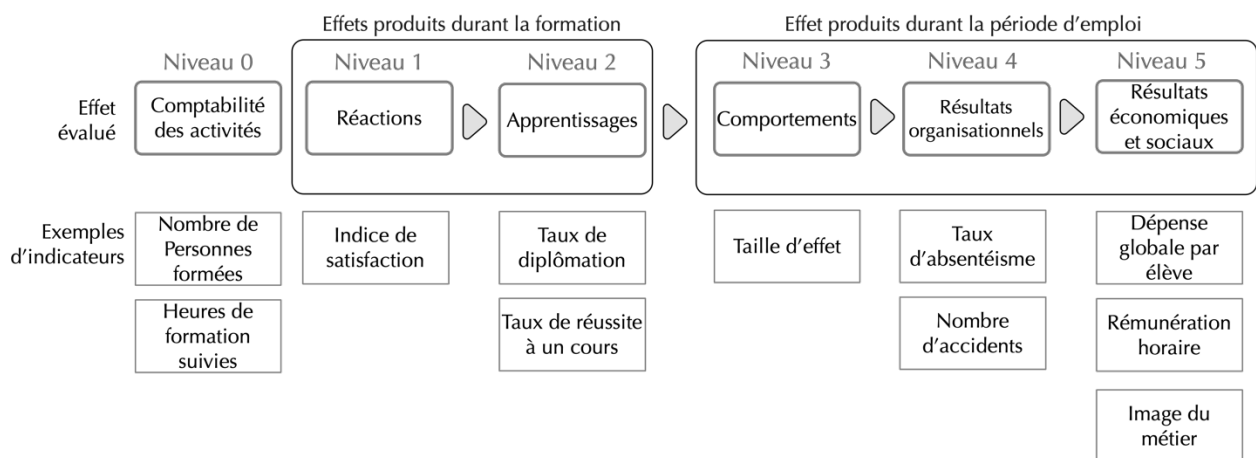 Effets produits durant la formation
Effet produits durant la période d'emploi
Niveau 0
Niveau 1
Niveau 2
Niveau 3
Niveau 4
Niveau 5
Effet
évalué
Comptabilité
des activités
Réactions
Apprentissages
Comportements
Résultats
organisationnels
Résultats
économiques
et sociaux
Exemples
d'indicateurs
Nombre de
Personnes
formées
Indice de
satisfaction
Taux de
diplômation
Taille d'effet
Taux
d'absentéisme
Dépense
globale par
élève
Heures de
formation
suivies
Taux de réussite
à un cours
Nombre
d'accidents
Rémunération
horaire
Image du
métier